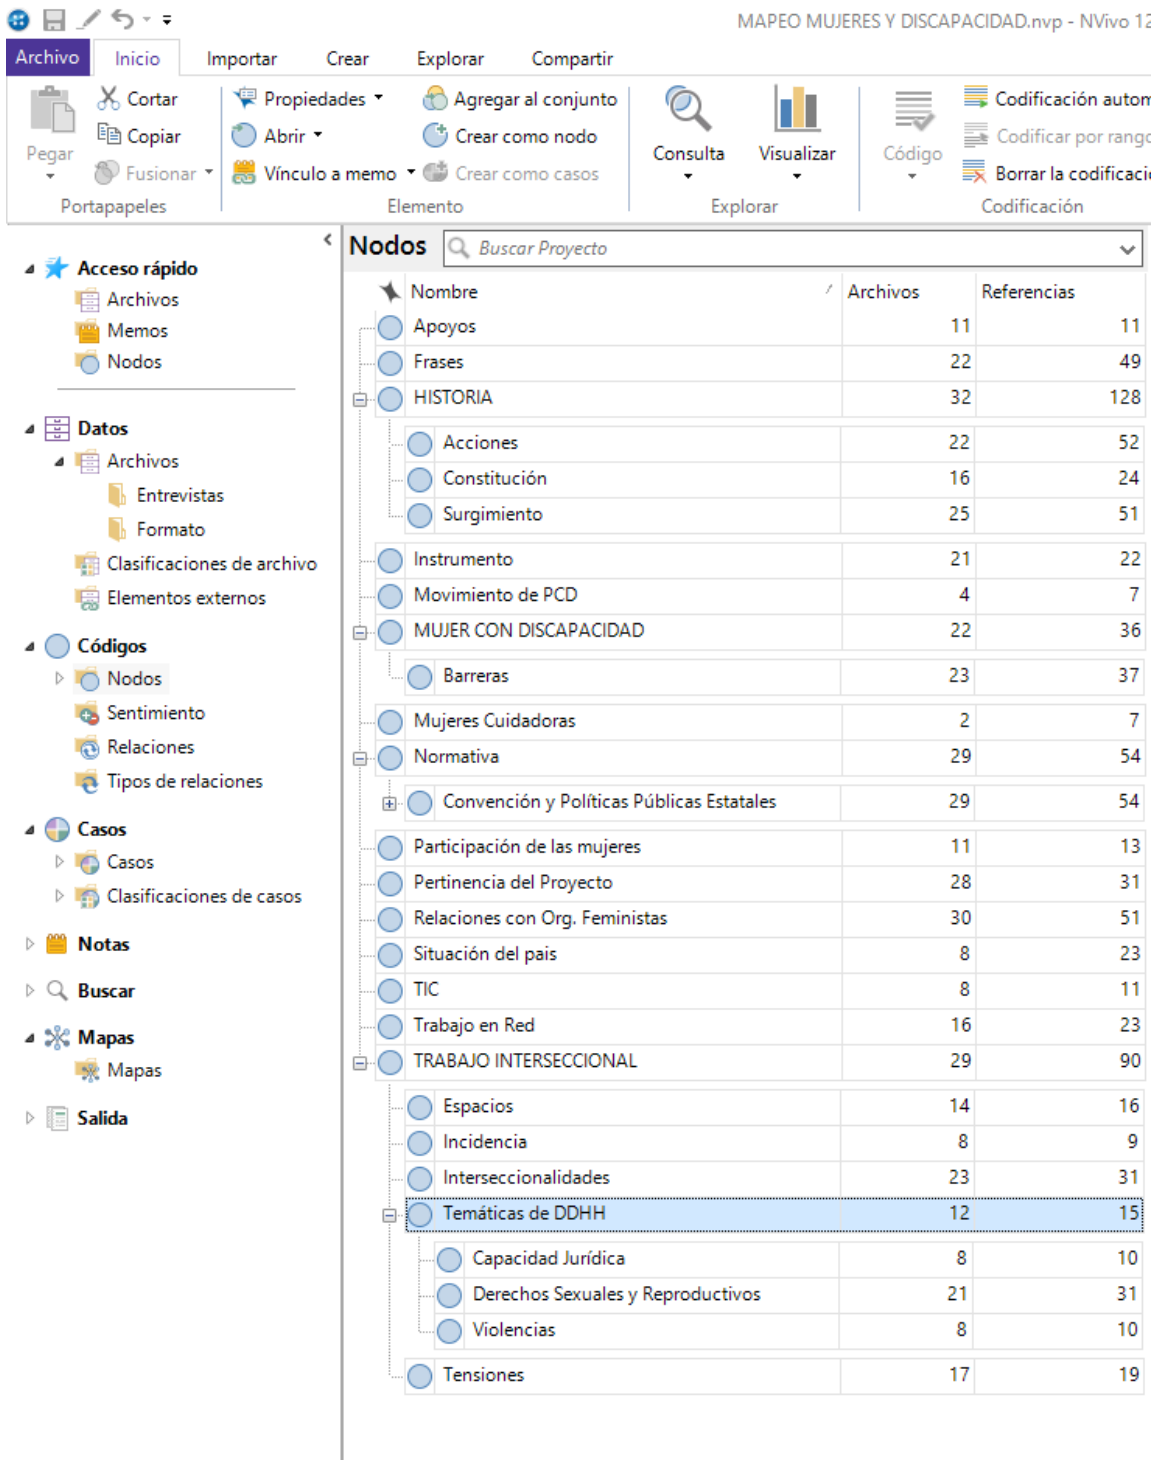 MAPEO MUJERES Y DISCAPACIDAD.nvp - NVivo 12
Archivo Inicio Importar Crear Explorar Compartir
Pegar
Cortar
Copiar
Fusionar
Portapapeles
Propiedades
Abrir
Vínculo a memo
Agregar al conjunto
Crear como nodo
Crear como casos
Elemento
Consulta
Visualizar
Explorar
Código
Codificación autom
Codificar por rango
Borrar la codificació
Codificación
Acceso rápido
Archivos
Memos
Nodos
Datos
Archivos
Entrevistas
Formato
Clasificaciones de archivo
Elementos externos
Códigos
Nodos
Sentimiento
Relaciones
Tipos de relaciones
Casos
Casos
Clasificaciones de casos
Notas
Buscar
Mapas
Mapas
Salida
Nodos Buscar Proyecto
Nombre Archivos Referencias
Apoyos 11 11
Frases 22 49
HISTORIA 32 128
Acciones 22 52
Constitución 16 24
Surgimiento 25 51
Instrumento 21 22
Movimiento de PCD 4 7
MUJER CON DISCAPACIDAD 22 36
Barreras 23 37
Mujeres Cuidadoras 2 7
Normativa 29 54
Convención y Políticas Públicas Estatales 29 54
Participación de las mujeres 11 13
Pertinencia del Proyecto 28 31
Relaciones con Org. Feministas 30 51
Situación del pais 8 23
TIC 8 11
Trabajo en Red 16 23
TRABAJO INTERSECCIONAL 29 90
Espacios 14 16
Incidencia 8 9
Interseccionalidades 23 31
Temáticas de DDHH 12 15
Capacidad Jurídica 8 10
Derechos Sexuales y Reproductivos 21 31
Violencias 8 10
Tensiones 17 19